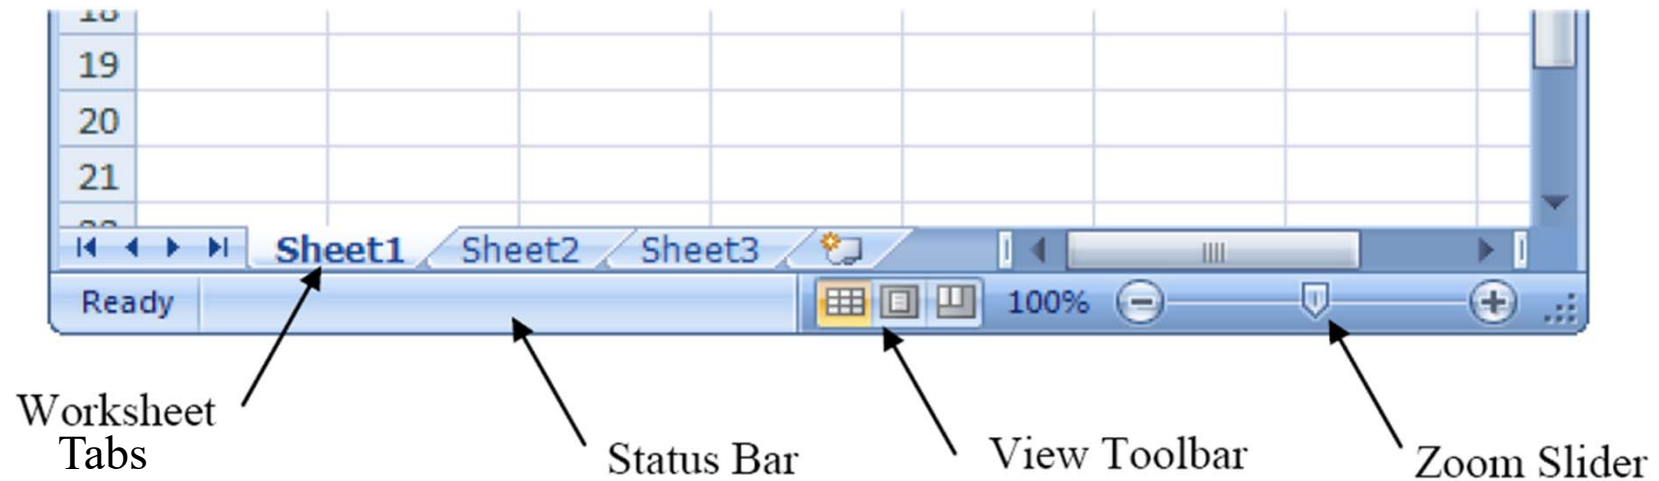 19
20
21
Sheet1 Sheet2 Sheet3
Ready 100%
Worksheet
Tabs
Status Bar
View Toolbar
Zoom Slider